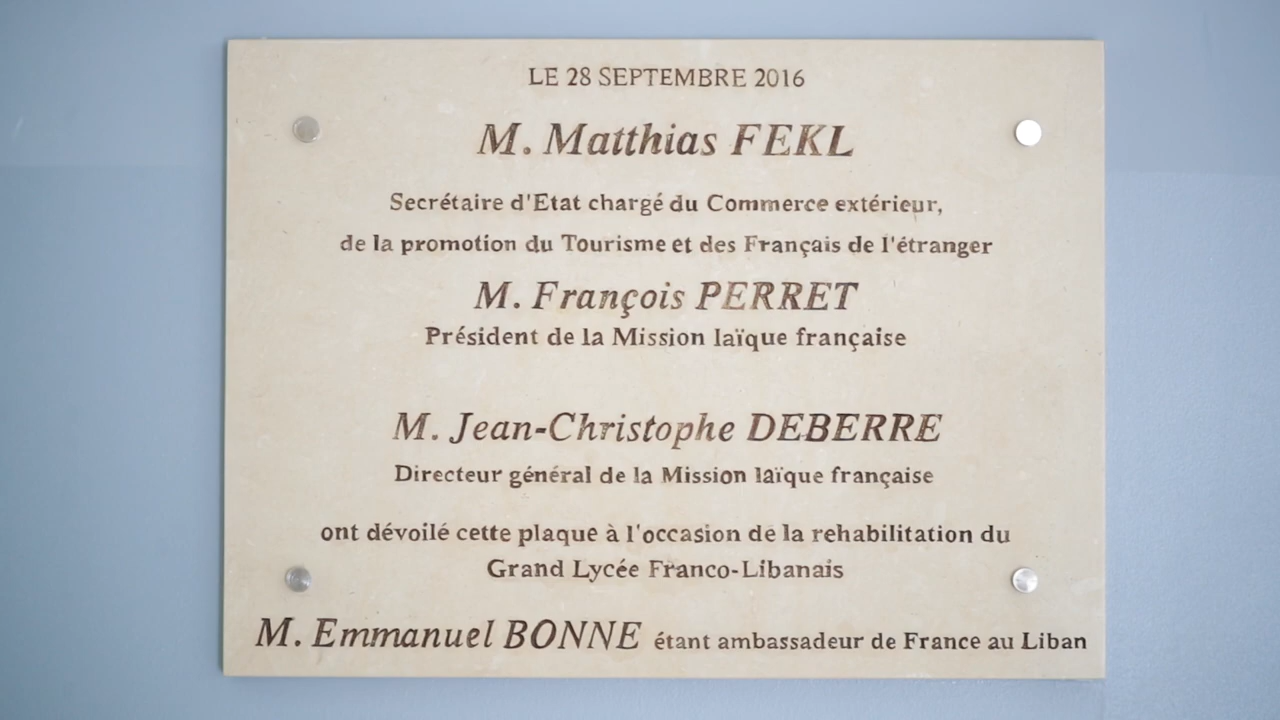 LE 28 SEPTEMBRE 2016
M. Matthias FEKL
Secrétaire d'Etat chargé du Commerce extérieur,
de la promotion du Tourisme et des Français de l'étranger
M. François PERRET
Président de la Mission laïque française
M. Jean-Christophe DEBERRE
Directeur général de la Mission laïque française
ont dévoilé cette plaque à l'occasion de la rehabilitation du
Grand Lycée Franco-Libanais
M. Emmanuel BONNE étant ambassadeur de France au Liban